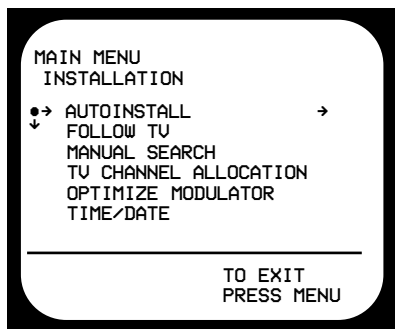 MAIN MENU
INSTALLATION
●→ AUTOINSTALL →
↓ FOLLOW TV
MANUAL SEARCH
TV CHANNEL ALLOCATION
OPTIMIZE MODULATOR
TIME/DATE
TO EXIT
PRESS MENU